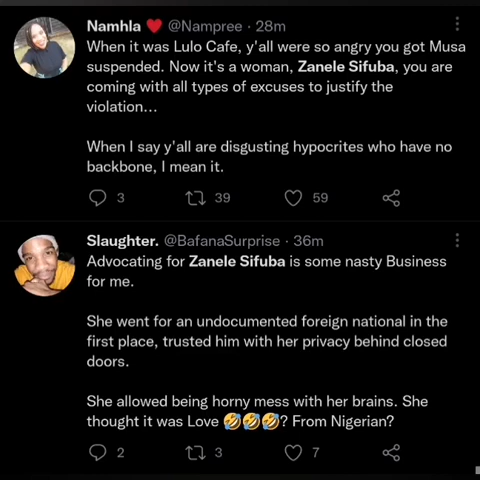 Namhla ❤️ @Nampree · 28m
When it was Lulo Cafe, y'all were so angry you got Musa
suspended. Now it's a woman, Zanele Sifuba, you are
coming with all types of excuses to justify the
violation...
When I say y'all are disgusting hypocrites who have no
backbone, I mean it.
3 39 59
Slaughter. @BafanaSurprise · 36m
Advocating for Zanele Sifuba is some nasty Business
for me.
She went for an undocumented foreign national in the
first place, trusted him with her privacy behind closed
doors.
She allowed being horny mess with her brains. She
thought it was Love 🤣🤣🤣? From Nigerian?
2 3 7